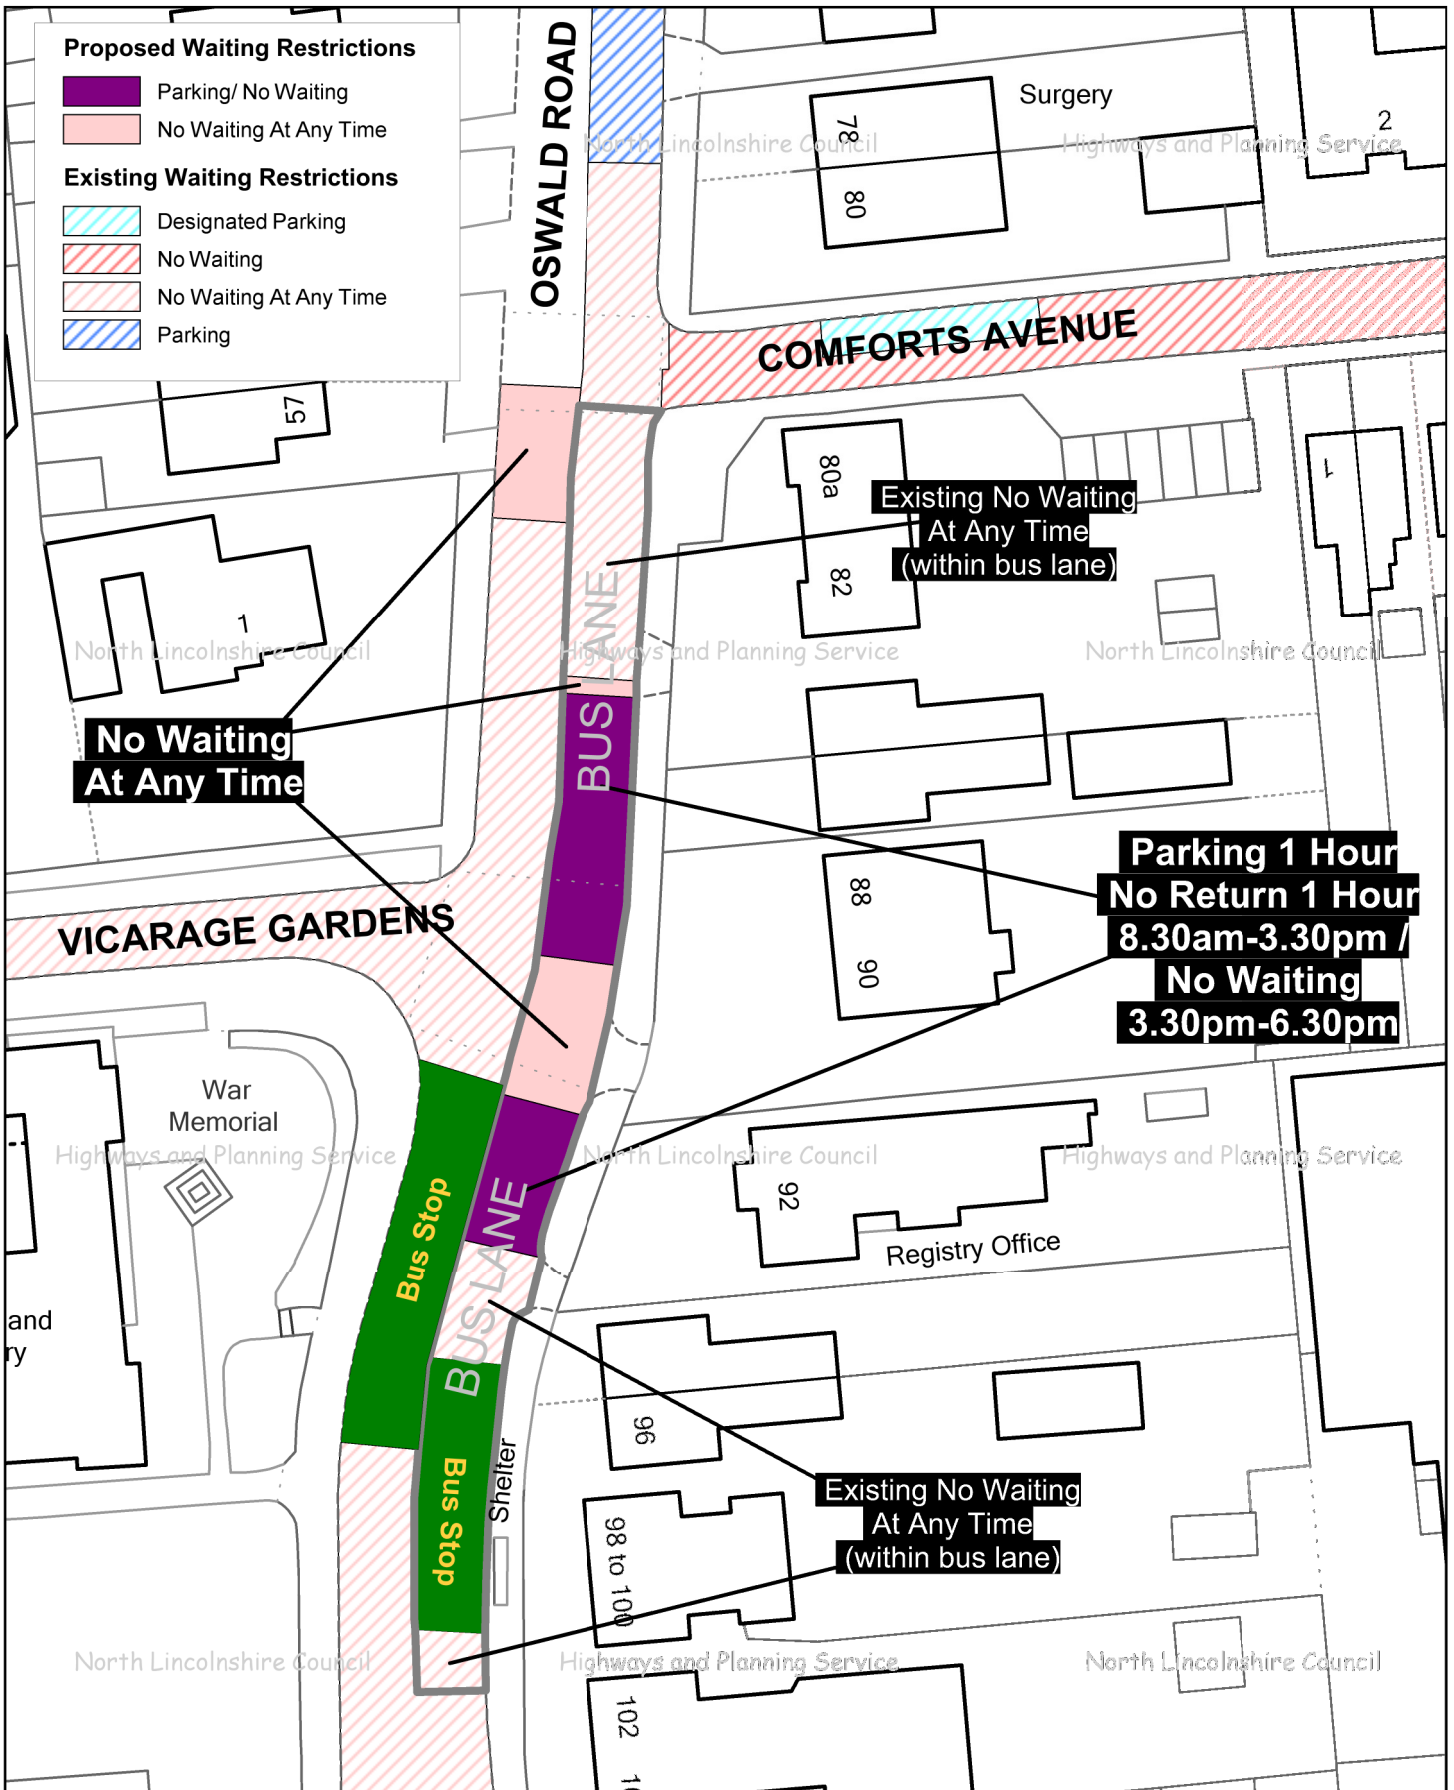 Proposed Waiting Restrictions
Parking/ No Waiting
No Waiting At Any Time
Existing Waiting Restrictions
Designated Parking
No Waiting
No Waiting At Any Time
Parking
OSWALD ROAD
Surgery
78
80
2
North Lincolnshire Council
Highways and Planning Service
COMFORTS AVENUE
57
80a
82
1
Existing No Waiting
At Any Time
(within bus lane)
1
North Lincolnshire Council
Highways and Planning Service
North Lincolnshire Council
BUS LANE
No Waiting
At Any Time
Parking 1 Hour
No Return 1 Hour
8.30am-3.30pm /
No Waiting
3.30pm-6.30pm
88
90
VICARAGE GARDENS
War
Memorial
Highways and Planning Service
North Lincolnshire Council
Highways and Planning Service
92
Registry Office
Bus Stop
BUS LANE
and
ry
96
Bus Stop
Shelter
Existing No Waiting
At Any Time
(within bus lane)
98 to 100
North Lincolnshire Council
Highways and Planning Service
North Lincolnshire Council
102